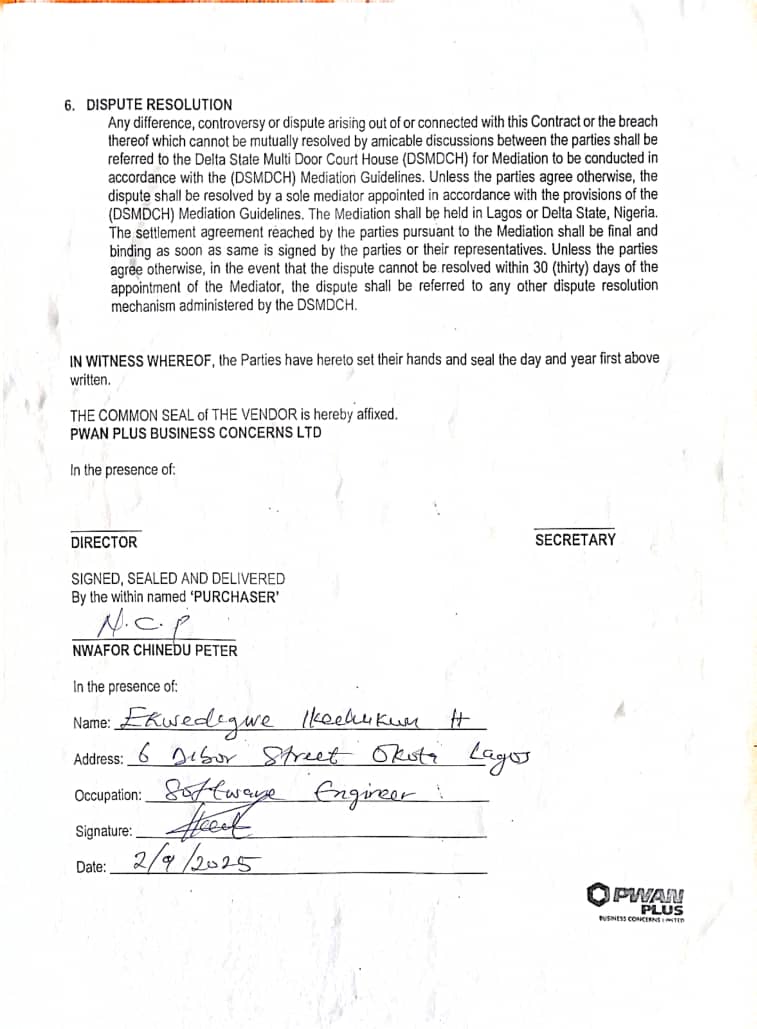 6. DISPUTE RESOLUTION
Any difference, controversy or dispute arising out of or connected with this Contract or the breach
thereof which cannot be mutually resolved by amicable discussions between the parties shall be
referred to the Delta State Multi Door Court House (DSMDCH) for Mediation to be conducted in
accordance with the (DSMDCH) Mediation Guidelines. Unless the parties agree otherwise, the
dispute shall be resolved by a sole mediator appointed in accordance with the provisions of the
(DSMDCH) Mediation Guidelines. The Mediation shall be held in Lagos or Delta State, Nigeria.
The settlement agreement reached by the parties pursuant to the Mediation shall be final and
binding as soon as same is signed by the parties or their representatives. Unless the parties
agree otherwise, in the event that the dispute cannot be resolved within 30 (thirty) days of the
appointment of the Mediator, the dispute shall be referred to any other dispute resolution
mechanism administered by the DSMDCH.
IN WITNESS WHEREOF, the Parties have hereto set their hands and seal the day and year first above
written.
THE COMMON SEAL of THE VENDOR is hereby affixed.
PWAN PLUS BUSINESS CONCERNS LTD
In the presence of:
DIRECTOR SECRETARY
SIGNED, SEALED AND DELIVERED
By the within named ‘PURCHASER’
N.C.P
NWAFOR CHINEDU PETER
In the presence of:
Name: Ekwedigwe Ikechukwu H
Address: 6 Street Okota Lagos
Occupation: Software Engineer
Signature:
Date: 2/9/2025
PWAN
PLUS
BUSINESS CONCERNS LIMITED